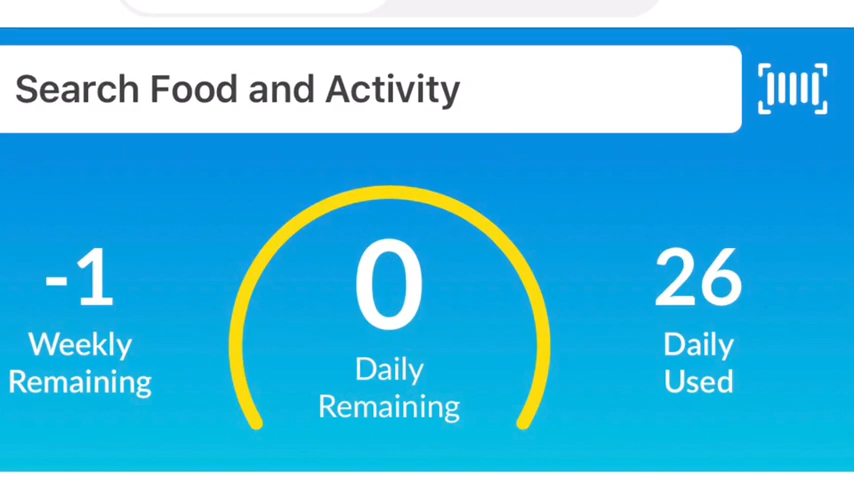 Search Food and Activity
-1
Weekly
Remaining
0
Daily
Remaining
26
Daily
Used